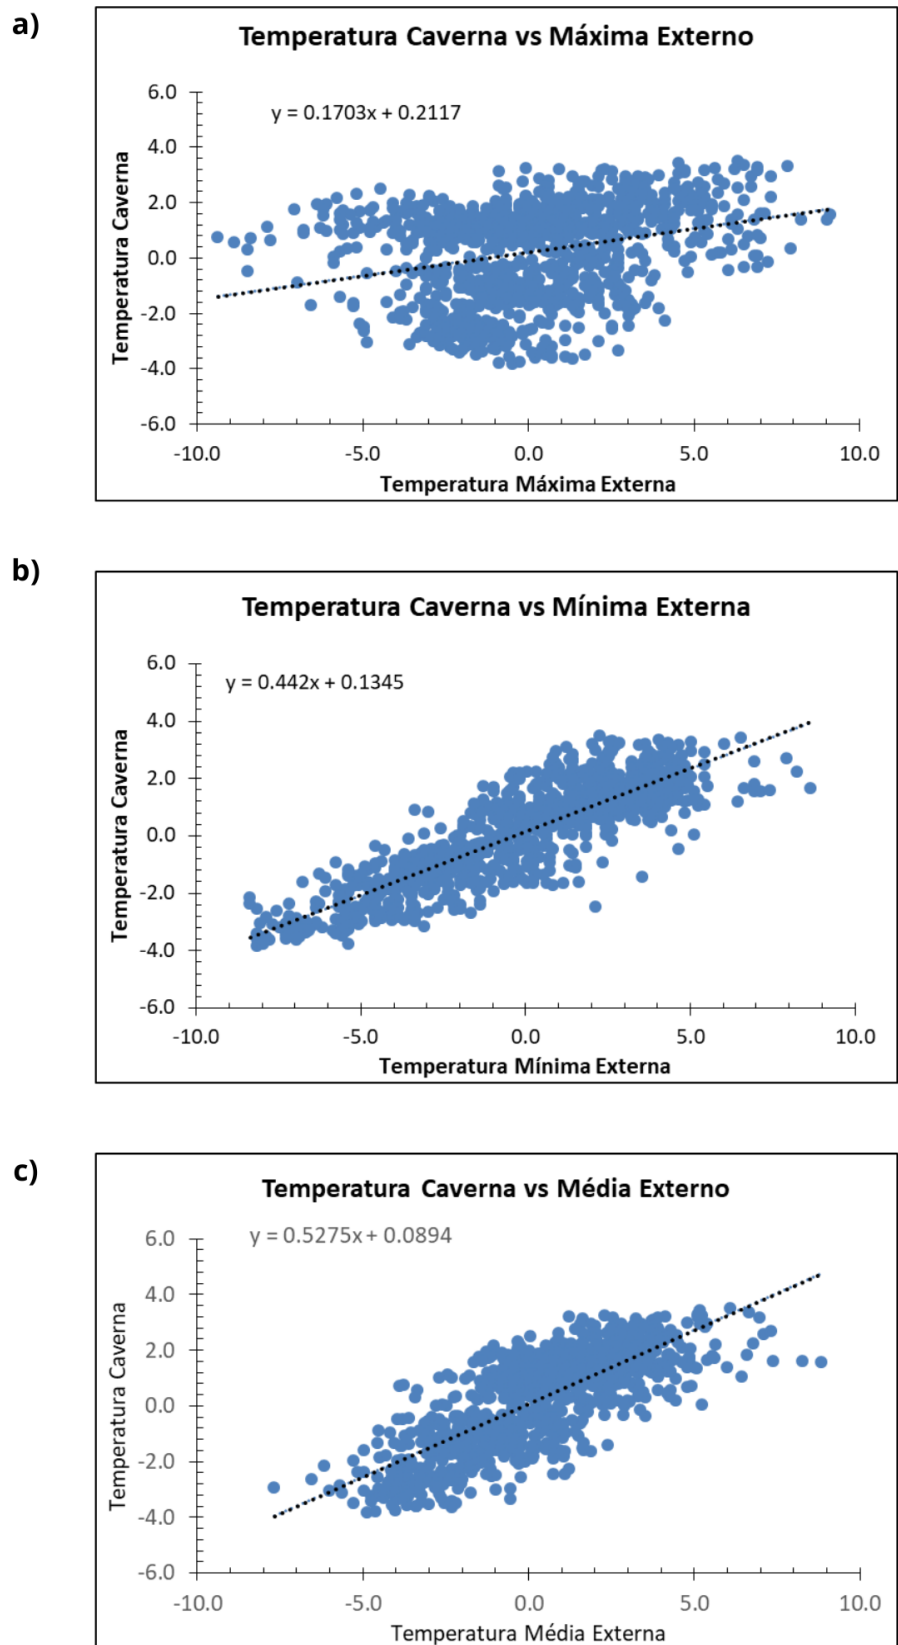 a)
Temperatura Caverna vs Máxima Externo
y = 0.1703x + 0.2117
Temperatura Caverna
6.0
4.0
2.0
0.0
-2.0
-4.0
-6.0
-10.0 -5.0 0.0 5.0 10.0
Temperatura Máxima Externa
b)
Temperatura Caverna vs Mínima Externa
y = 0.442x + 0.1345
Temperatura Caverna
6.0
4.0
2.0
0.0
-2.0
-4.0
-6.0
-10.0 -5.0 0.0 5.0 10.0
Temperatura Mínima Externa
c)
Temperatura Caverna vs Média Externo
y = 0.5275x + 0.0894
Temperatura Caverna
6.0
4.0
2.0
0.0
-2.0
-4.0
-6.0
-10.0 -5.0 0.0 5.0 10.0
Temperatura Média Externa